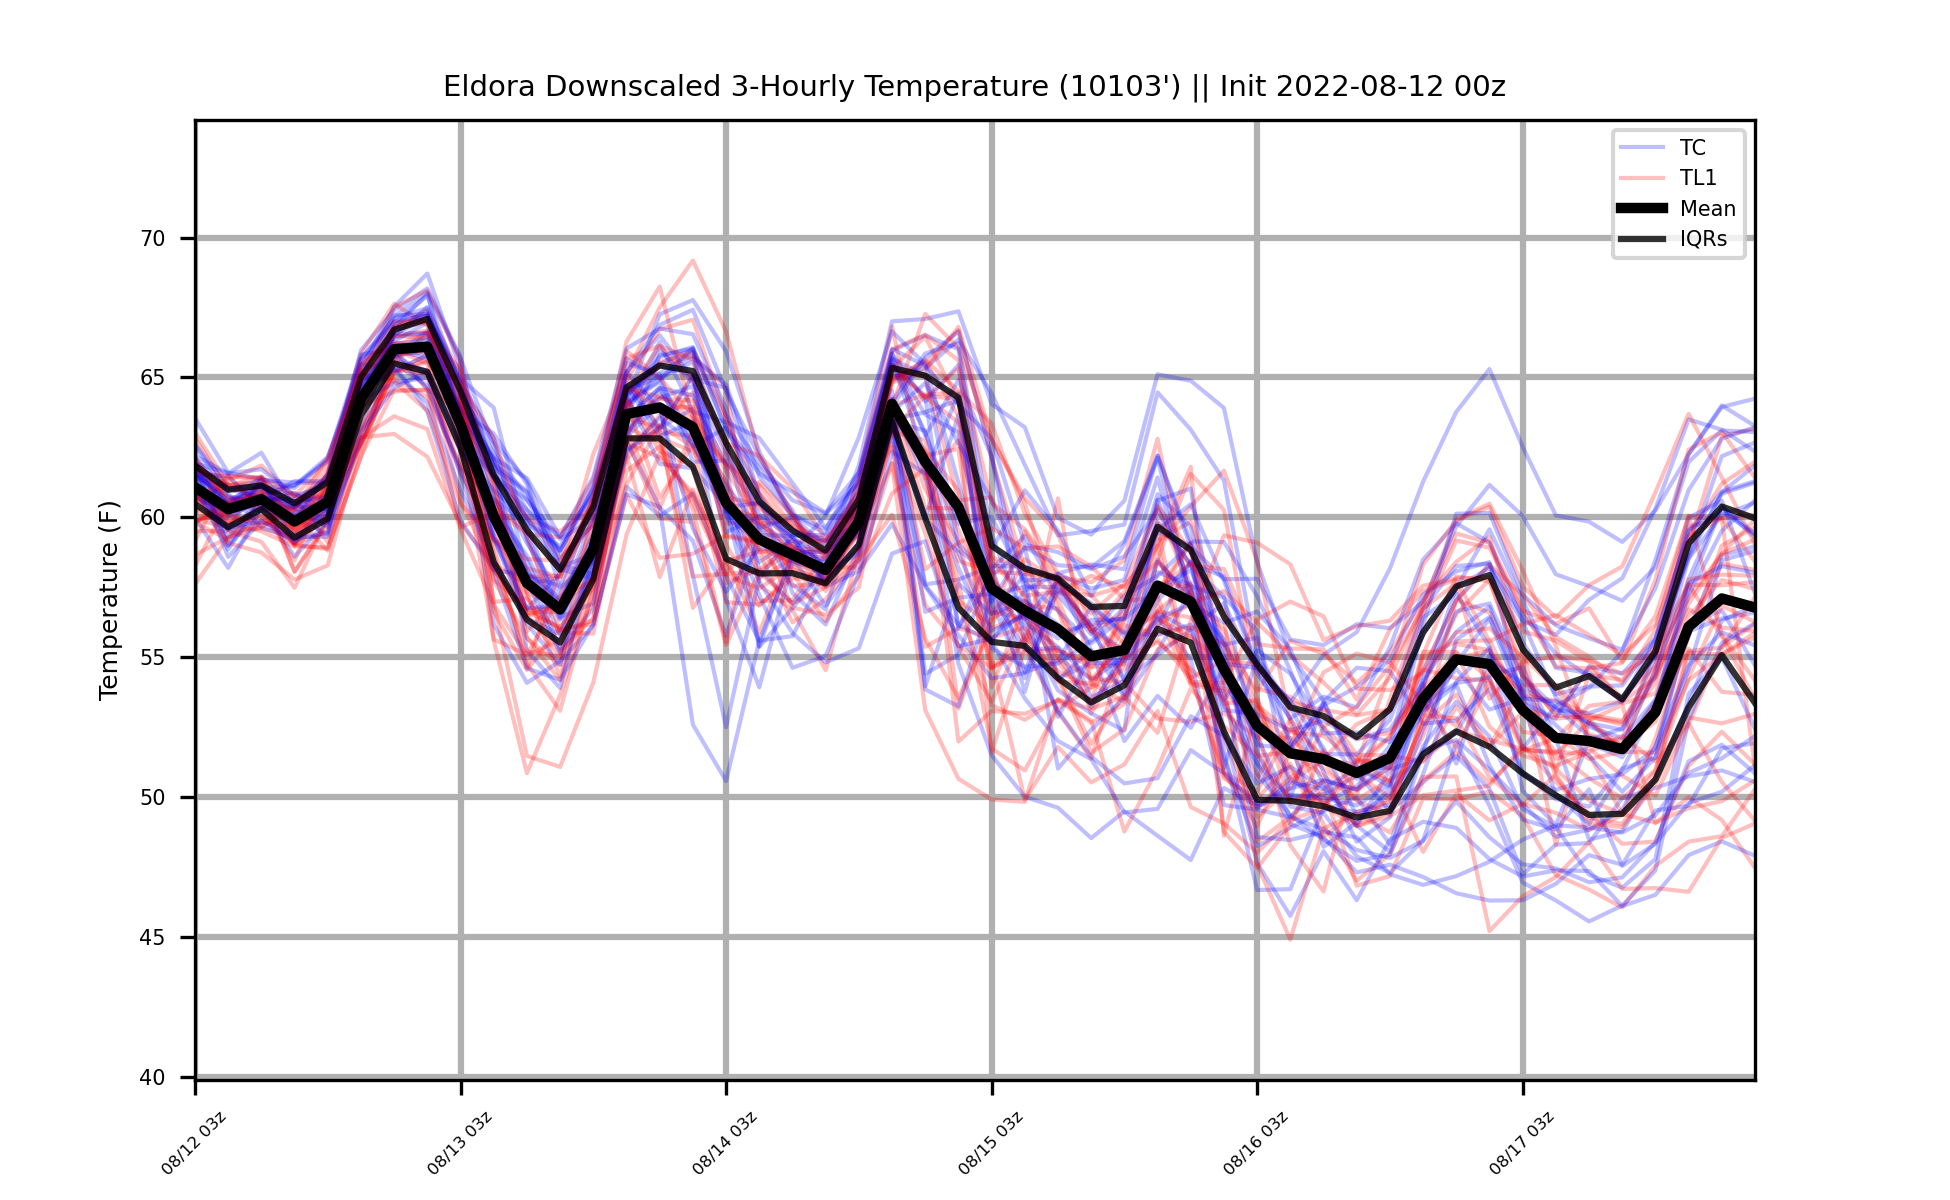 Eldora Downscaled 3-Hourly Temperature (10103') || Init 2022-08-12 00z
TC
TL1
Mean
IQRs
Temperature (F)
70
65
60
55
50
45
40
08/12 03z
08/13 03z
08/14 03z
08/15 03z
08/16 03z
08/17 03z